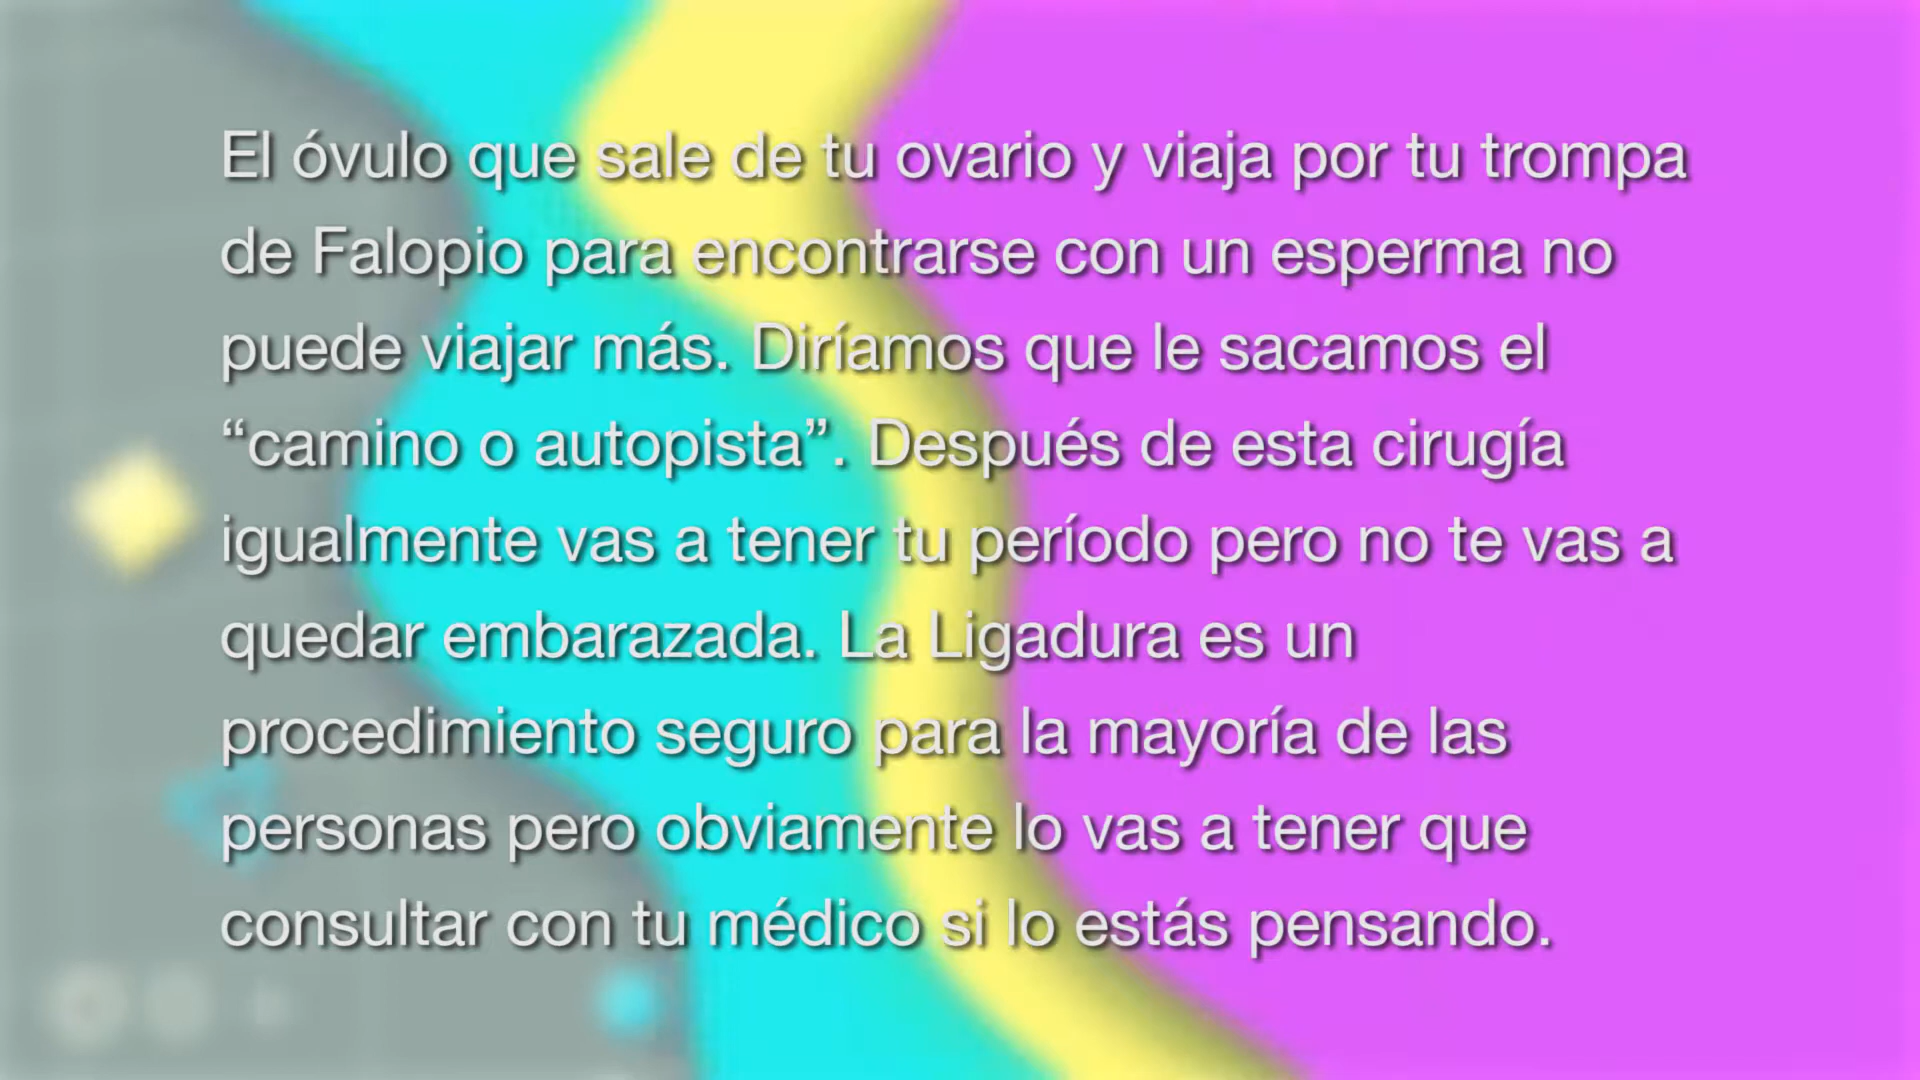 El óvulo que sale de tu ovario y viaja por tu trompa
de Falopio para encontrarse con un esperma no
puede viajar más. Diríamos que le sacamos el
“camino o autopista”. Después de esta cirugía
igualmente vas a tener tu período pero no te vas a
quedar embarazada. La Ligadura es un
procedimiento seguro para la mayoría de las
personas pero obviamente lo vas a tener que
consultar con tu médico si lo estás pensando.